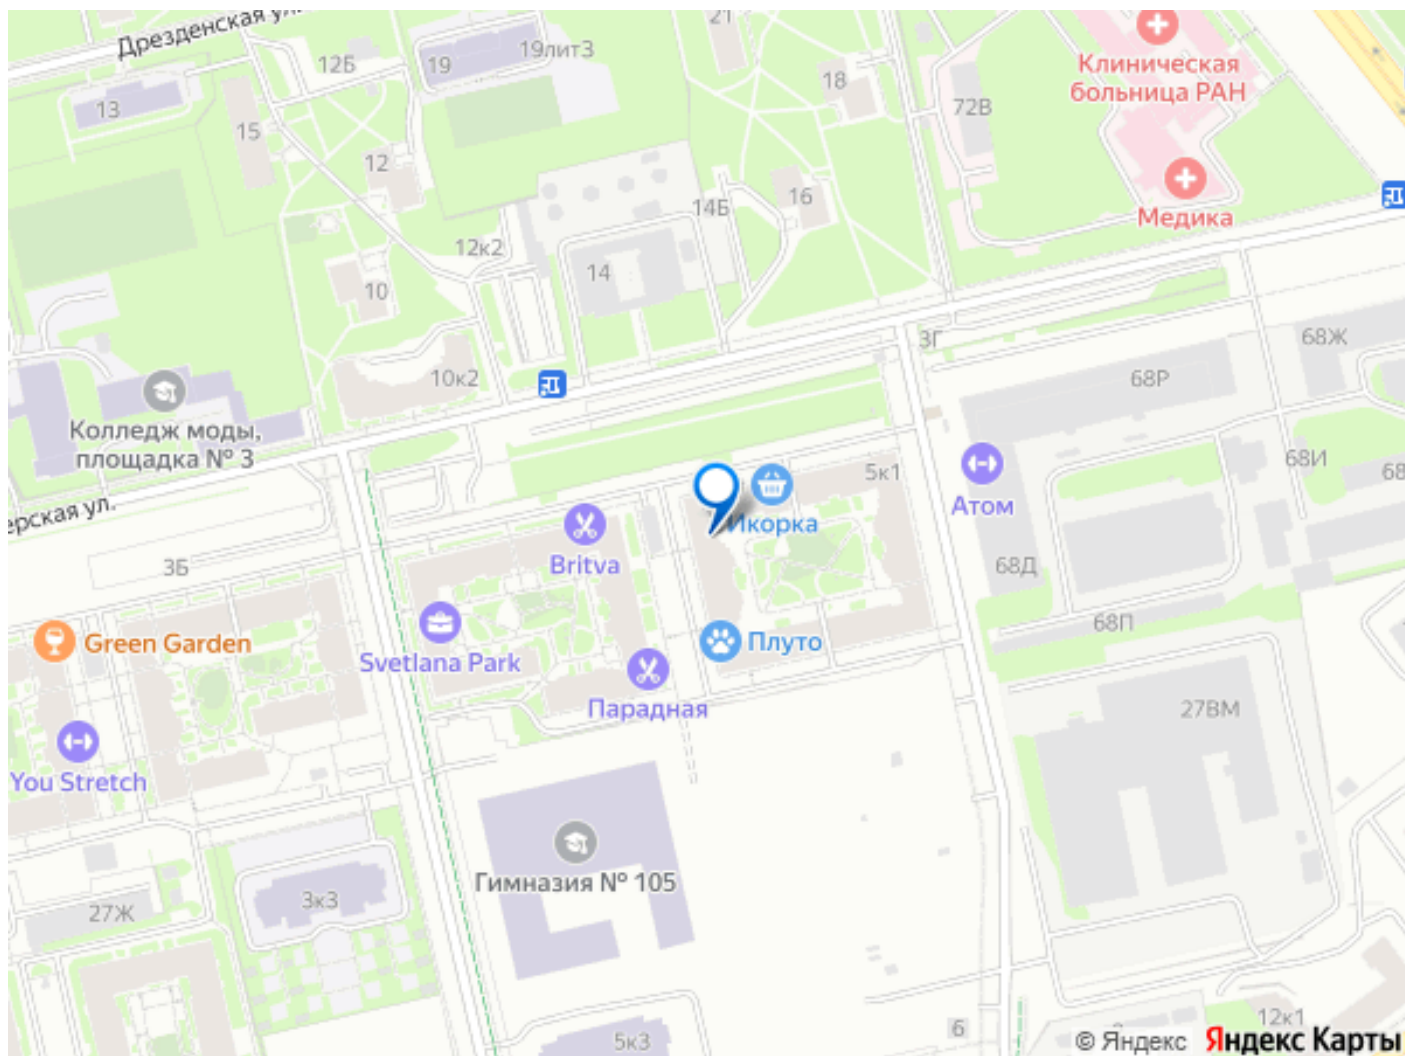 Дрезденская ул.
21
12Б
19
19литЗ
13
15
12
18
Клиническая
больница РАН
72В
Медика
14Б
16
12к2
14
10
10к2
3Г
68Ж
68Р
Колледж моды,
площадка № 3
68И
68
5к1
Атом
Икорка
ерская ул.
Britva
3Б
68Д
68П
Green Garden
Svetlana Park
Плуто
Парадная
27ВМ
You Stretch
Гимназия № 105
3к3
27Ж
5к3
6
12к1
© Яндекс Яндекс Карты